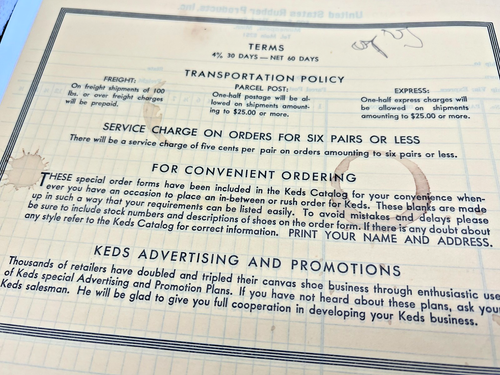 TERMS
4% 30 DAYS — NET 60 DAYS
TRANSPORTATION POLICY
FREIGHT:
On freight shipments of 100
lbs. or over freight charges
will be prepaid.
PARCEL POST:
One-half postage will be al-
lowed on shipments amount-
ing to $25.00 or more.
EXPRESS:
One-half express charges will
be allowed on shipments
amounting to $25.00 or more.
SERVICE CHARGE ON ORDERS FOR SIX PAIRS OR LESS
There will be a service charge of five cents per pair on orders amounting to six pairs or less.
FOR CONVENIENT ORDERING
THESE special order forms have been included in the Keds Catalog for your convenience when-
ever you have an occasion to place an in-between or rush order for Keds. These blanks are made
up in such a way that your requirements can be listed easily. To avoid mistakes and delays please
be sure to include stock numbers and descriptions of shoes on the order form. If there is any doubt about
any style refer to the Keds Catalog for correct information. PRINT YOUR NAME AND ADDRESS.
KEDS ADVERTISING AND PROMOTIONS
Thousands of retailers have doubled and tripled their canvas shoe business through enthusiastic use
of Keds special Advertising and Promotion Plans. If you have not heard about these plans, ask your
Keds salesman. He will be glad to give you full cooperation in developing your Keds business.